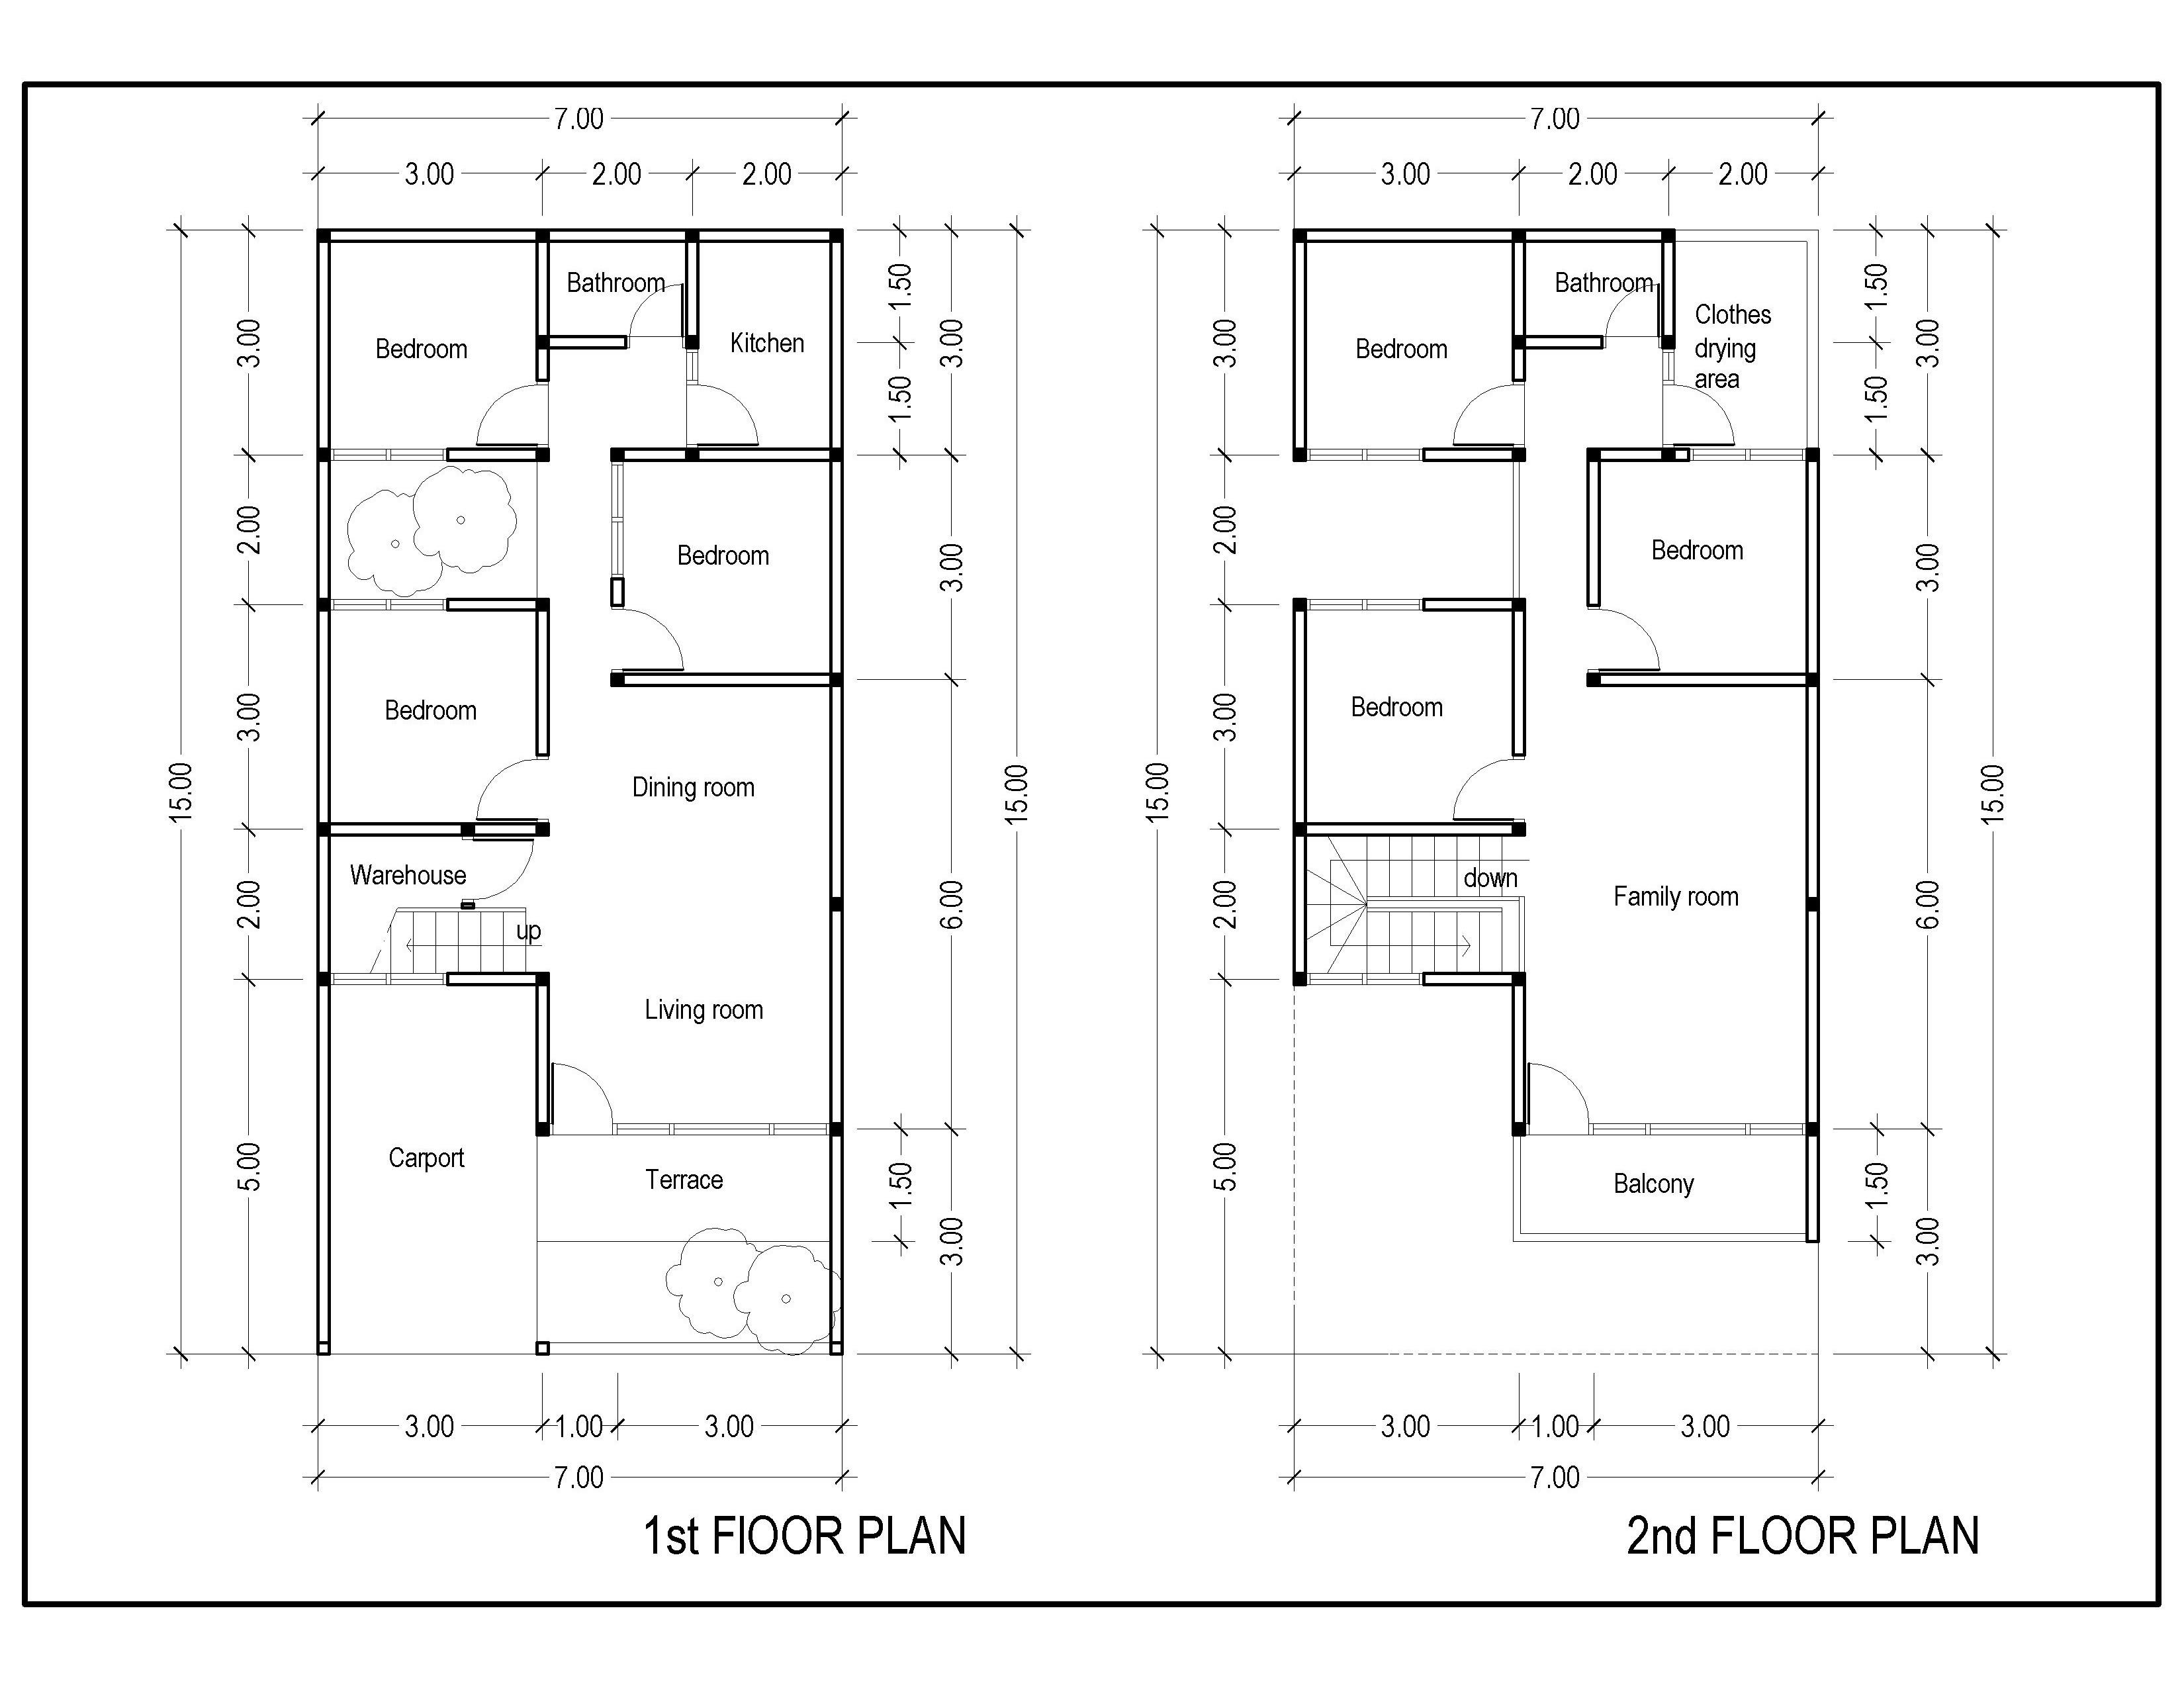 7.00
7.00
3.00
2.00
2.00
3.00
2.00
2.00
Bathroom
Bedroom
Kitchen
Bathroom
Bedroom
Clothes
drying
area
3.00
1.50
3.00
1.50
3.00
1.50
3.00
1.50
2.00
Bedroom
3.00
2.00
Bedroom
3.00
3.00
Bedroom
3.00
Bedroom
15.00
Dining room
15.00
15.00
15.00
2.00
Warehouse
up
6.00
2.00
down
Family room
6.00
Living room
5.00
Carport
Terrace
1.50
3.00
5.00
Balcony
1.50
3.00
3.00
1.00
3.00
3.00
1.00
3.00
7.00
7.00
1st FIOOR PLAN
2nd FLOOR PLAN